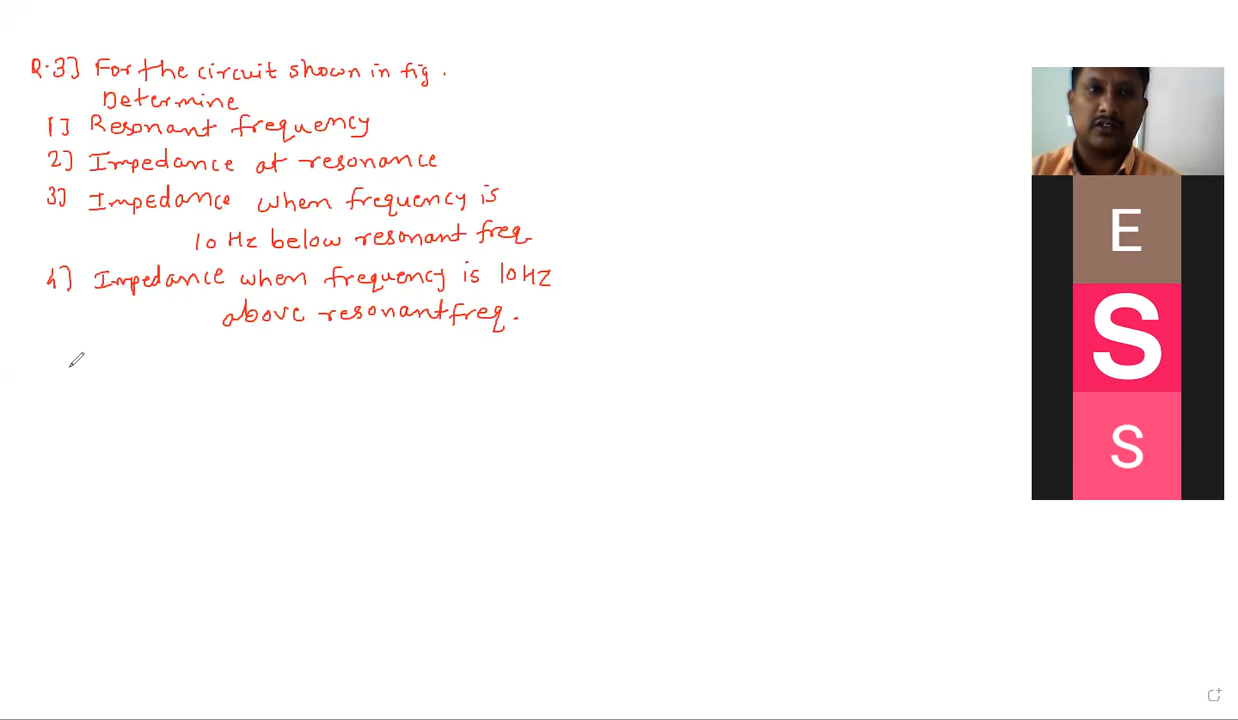 Q.3] For the circuit shown in fig.
Determine
1] Resonant frequency
2] Impedance at resonance
3] Impedance when frequency is
10 Hz below resonant freq.
4] Impedance when frequency is 10 Hz
above resonant freq.
E
S
S